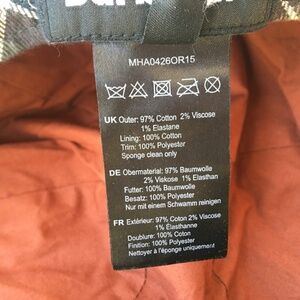 MHA0426OR15
UK Outer: 97% Cotton 2% Viscose
1% Elastane
Lining: 100% Cotton
Trim: 100% Polyester
Sponge clean only
DE Obermaterial: 97% Baumwolle
2% Viskose 1% Elasthan
Futter: 100% Baumwolle
Besatz: 100% Polyester
Nur mit einem Schwamm reinigen
FR Extérieur: 97% Coton 2% Viscose
1% Élasthanne
Doublure: 100% Coton
Finition: 100% Polyester
Nettoyer à l'éponge uniquement